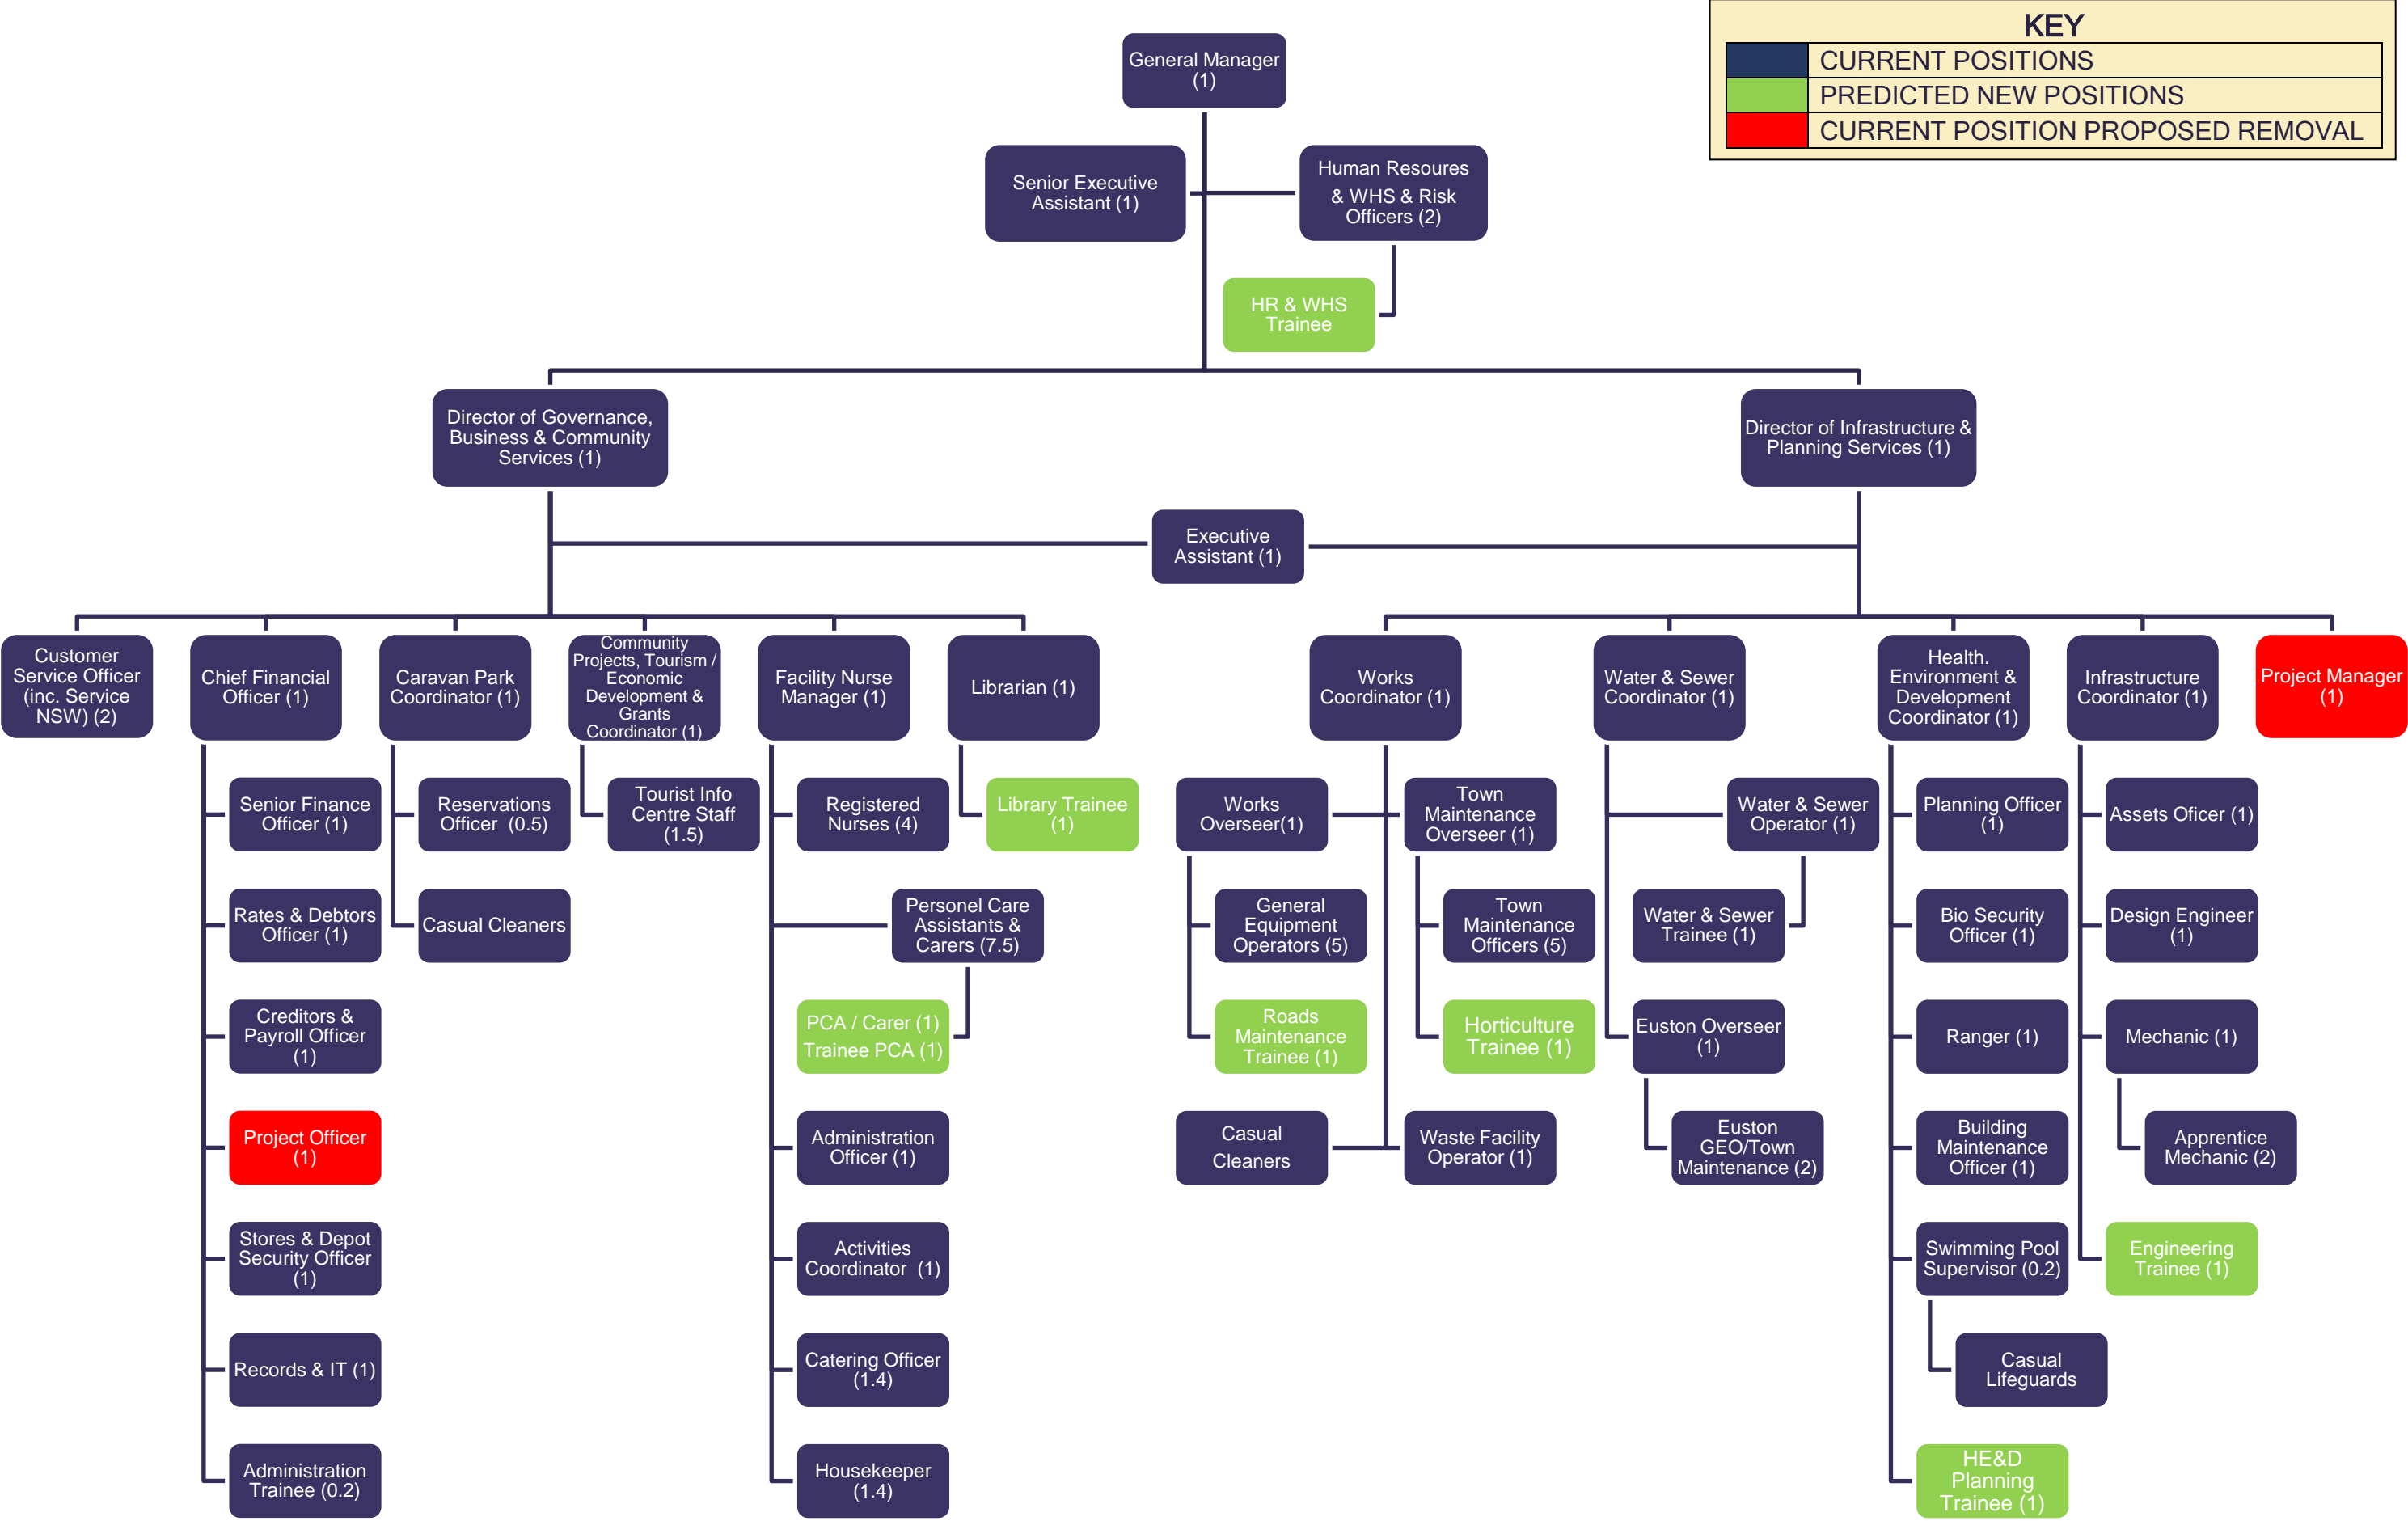 KEY
CURRENT POSITIONS
PREDICTED NEW POSITIONS
CURRENT POSITION PROPOSED REMOVAL
General Manager
(1)
Senior Executive
Assistant (1)
Human Resoures
& WHS & Risk
Officers (2)
HR & WHS
Trainee
Director of Governance,
Business & Community
Services (1)
Director of Infrastructure &
Planning Services (1)
Executive
Assistant (1)
Customer
Service Officer
(inc. Service
NSW) (2)
Chief Financial
Officer (1)
Caravan Park
Coordinator (1)
Community
Projects, Tourism /
Economic
Development &
Grants
Coordinator (1)
Facility Nurse
Manager (1)
Librarian (1)
Works
Coordinator (1)
Water & Sewer
Coordinator (1)
Health.
Environment &
Development
Coordinator (1)
Infrastructure
Coordinator (1)
Project Manager
(1)
Senior Finance
Officer (1)
Reservations
Officer (0.5)
Tourist Info
Centre Staff
(1.5)
Registered
Nurses (4)
Library Trainee
(1)
Works
Overseer(1)
Town
Maintenance
Overseer (1)
Water & Sewer
Operator (1)
Planning Officer
(1)
Assets Oficer (1)
Rates & Debtors
Officer (1)
Casual Cleaners
Personel Care
Assistants &
Carers (7.5)
General
Equipment
Operators (5)
Town
Maintenance
Officers (5)
Water & Sewer
Trainee (1)
Bio Security
Officer (1)
Design Engineer
(1)
Creditors &
Payroll Officer
(1)
PCA / Carer (1)
Trainee PCA (1)
Roads
Maintenance
Trainee (1)
Horticulture
Trainee (1)
Euston Overseer
(1)
Ranger (1)
Mechanic (1)
Project Officer
(1)
Administration
Officer (1)
Casual
Cleaners
Waste Facility
Operator (1)
Euston
GEO/Town
Maintenance (2)
Building
Maintenance
Officer (1)
Apprentice
Mechanic (2)
Stores & Depot
Security Officer
(1)
Activities
Coordinator (1)
Swimming Pool
Supervisor (0.2)
Engineering
Trainee (1)
Records & IT (1)
Catering Officer
(1.4)
Casual
Lifeguards
Administration
Trainee (0.2)
Housekeeper
(1.4)
HE&D
Planning
Trainee (1)